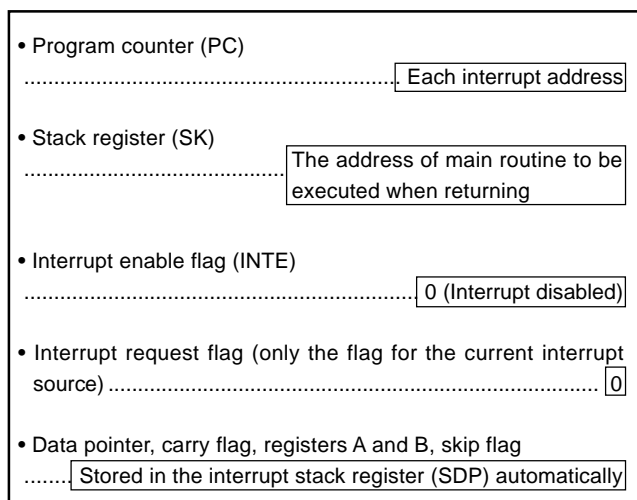 • Program counter (PC)
............................................................. Each interrupt address
• Stack register (SK)
........................................... The address of main routine to be
executed when returning
• Interrupt enable flag (INTE)
................................................................ 0 (Interrupt disabled)
• Interrupt request flag (only the flag for the current interrupt
source) ................................................................................ 0
• Data pointer, carry flag, registers A and B, skip flag
........ Stored in the interrupt stack register (SDP) automatically